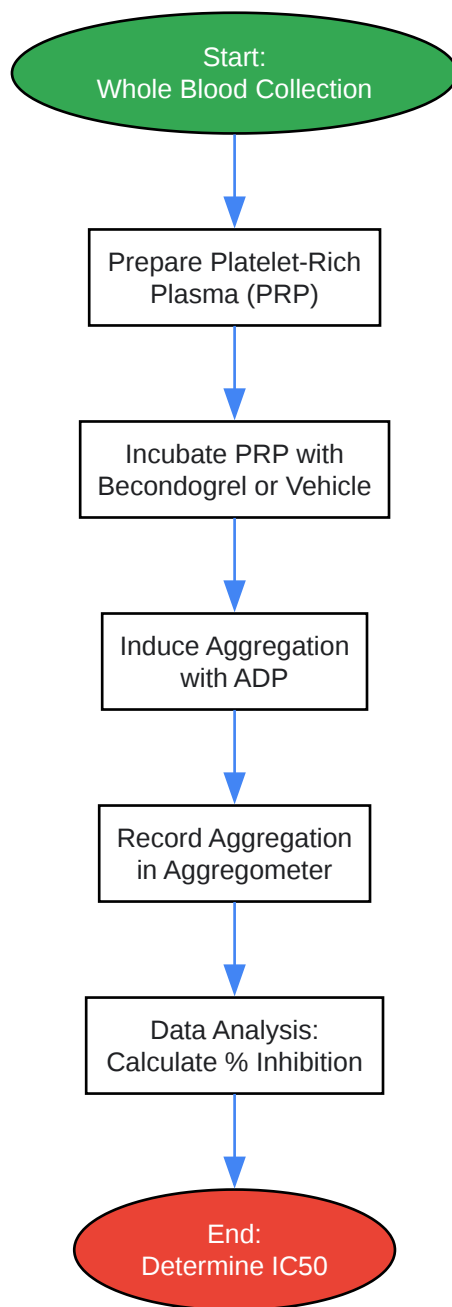 Start:
Whole Blood Collection
Prepare Platelet-Rich
Plasma (PRP)
Incubate PRP with
Becondogrel or Vehicle
Induce Aggregation
with ADP
Record Aggregation
in Aggregometer
Data Analysis:
Calculate % Inhibition
End:
Determine IC50